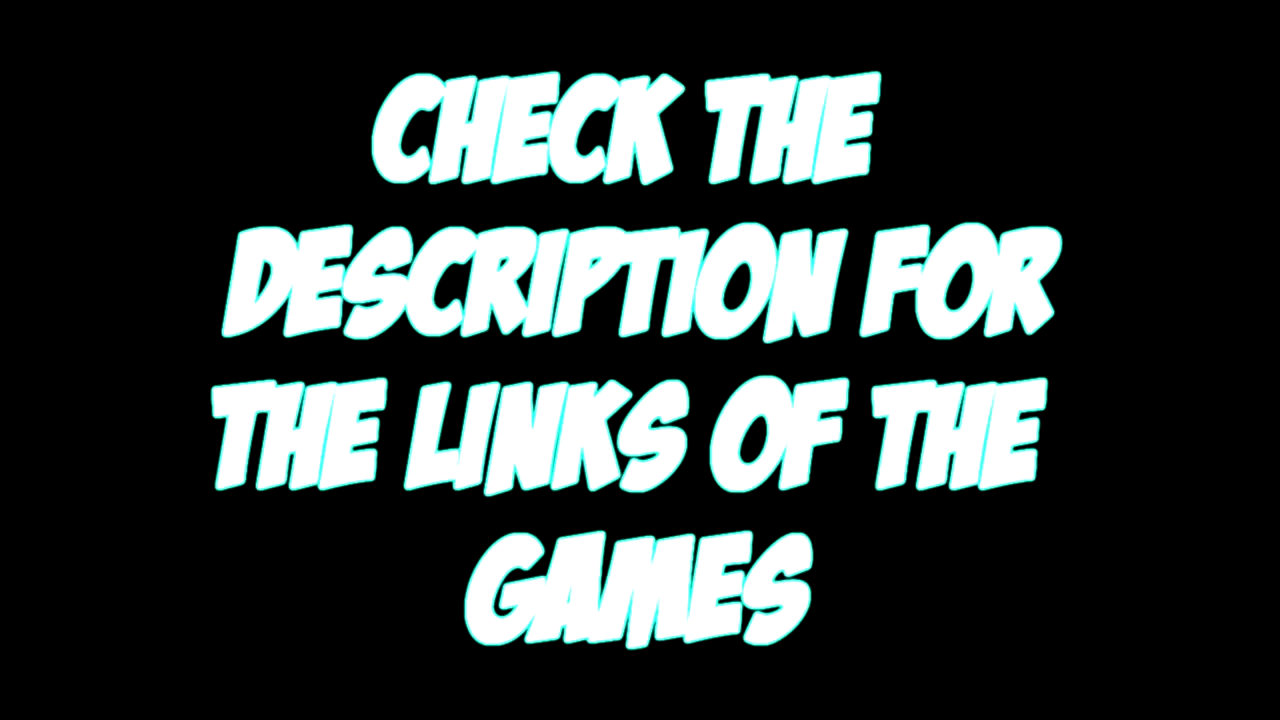 CHECK THE
DESCRIPTION FOR
THE LINKS OF THE
GAMES